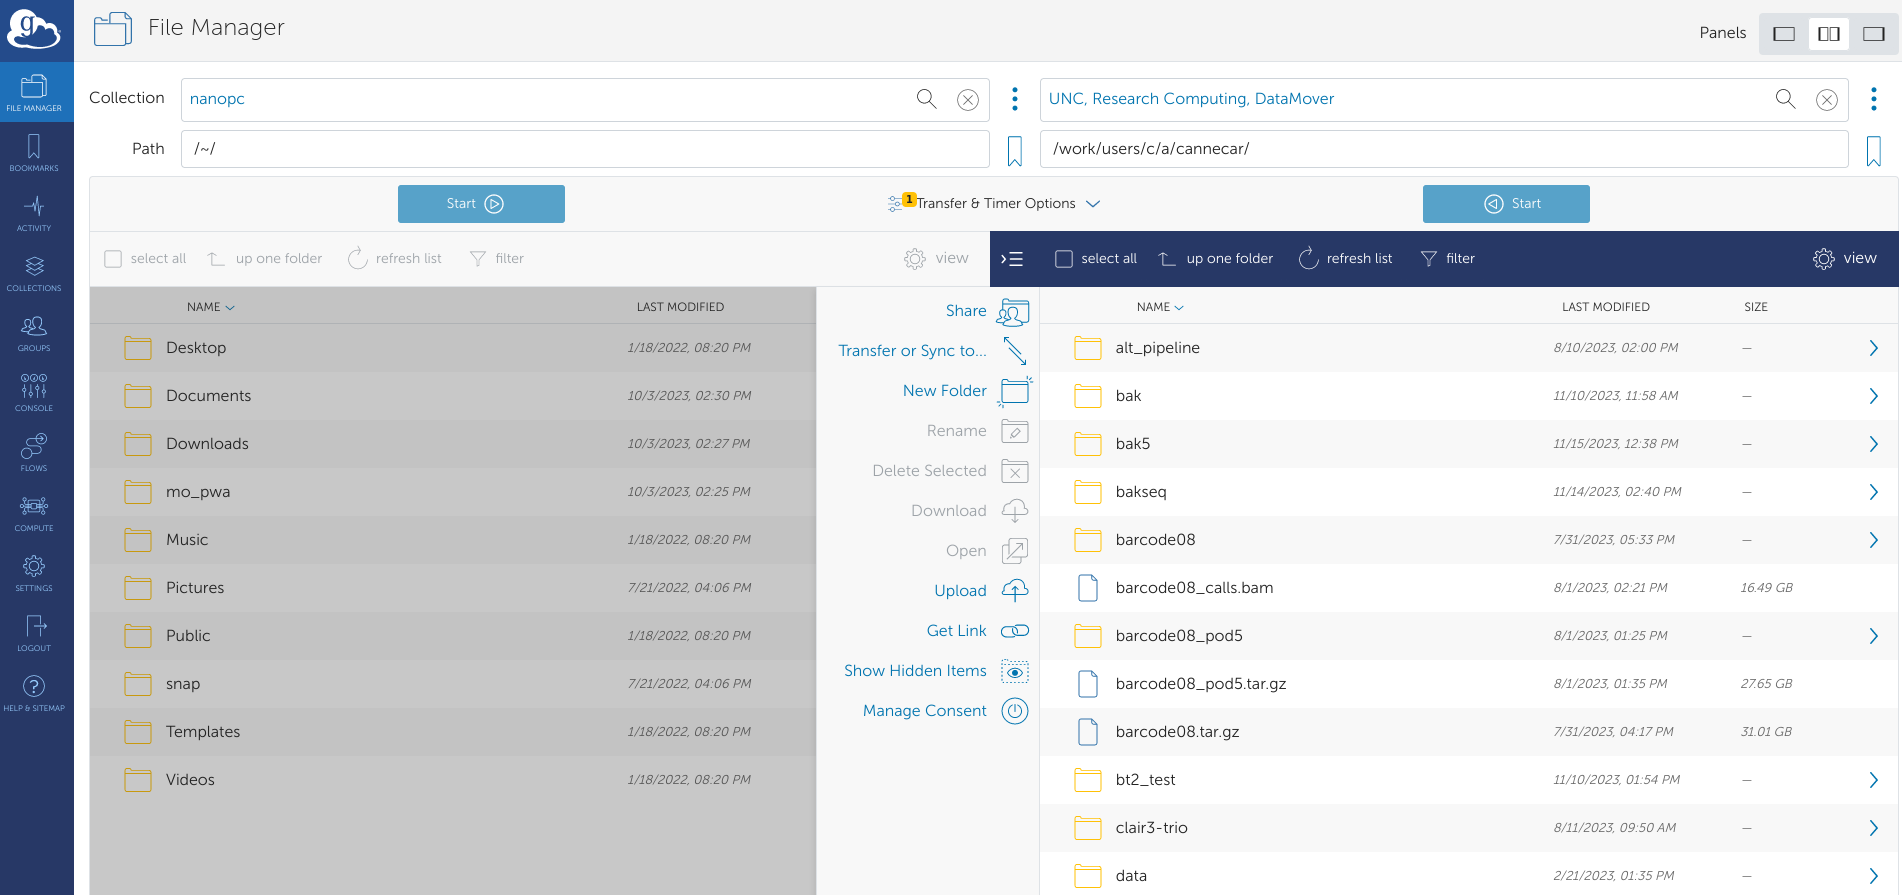 g
File Manager
Panels
FILE MANAGER
BOOKMARKS
ACTIVITY
COLLECTIONS
GROUPS
CONSOLE
FLOWS
COMPUTE
SETTINGS
LOGOUT
HELP & SITEMAP
Collection
nanopc
UNC, Research Computing, DataMover
Path
/~/
/work/users/c/a/cannecar/
Start
1
Transfer & Timer Options
Start
select all up one folder refresh list filter view
select all up one folder refresh list filter view
NAME LAST MODIFIED
Desktop 1/18/2022, 08:20 PM
Documents 10/3/2023, 02:30 PM
Downloads 10/3/2023, 02:27 PM
mo_pwa 10/3/2023, 02:25 PM
Music 1/18/2022, 08:20 PM
Pictures 7/21/2022, 04:06 PM
Public 1/18/2022, 08:20 PM
snap 7/21/2022, 04:06 PM
Templates 1/18/2022, 08:20 PM
Videos 1/18/2022, 08:20 PM
Share
Transfer or Sync to...
New Folder
Rename
Delete Selected
Download
Open
Upload
Get Link
Show Hidden Items
Manage Consent
NAME LAST MODIFIED SIZE
alt_pipeline 8/10/2023, 02:00 PM —
bak 11/10/2023, 11:58 AM —
bak5 11/15/2023, 12:38 PM —
bakseq 11/14/2023, 02:40 PM —
barcode08 7/31/2023, 05:33 PM —
barcode08_calls.bam 8/1/2023, 02:21 PM 16.49 GB
barcode08_pod5 8/1/2023, 01:25 PM —
barcode08_pod5.tar.gz 8/1/2023, 01:35 PM 27.65 GB
barcode08.tar.gz 7/31/2023, 04:17 PM 31.01 GB
bt2_test 11/10/2023, 01:54 PM —
clair3-trio 8/11/2023, 09:50 AM —
data 2/21/2023, 01:35 PM —